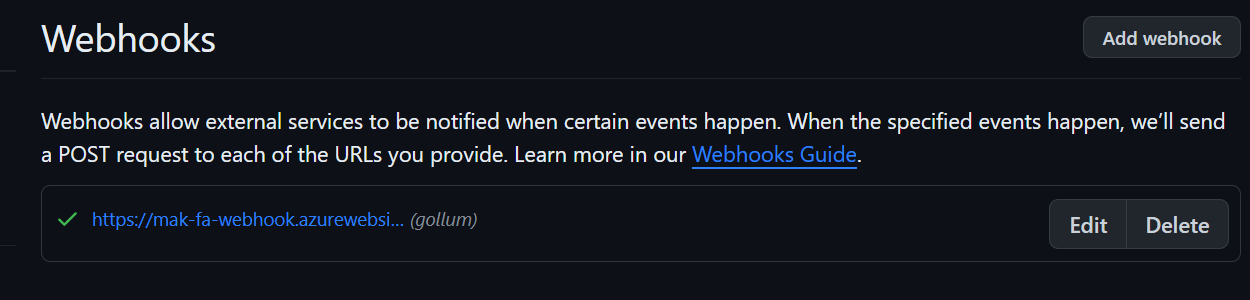 Webhooks
Add webhook
Webhooks allow external services to be notified when certain events happen. When the specified events happen, we'll send
a POST request to each of the URLs you provide. Learn more in our Webhooks Guide.
https://mak-fa-webhook.azurewebsi... (gollum)
Edit
Delete